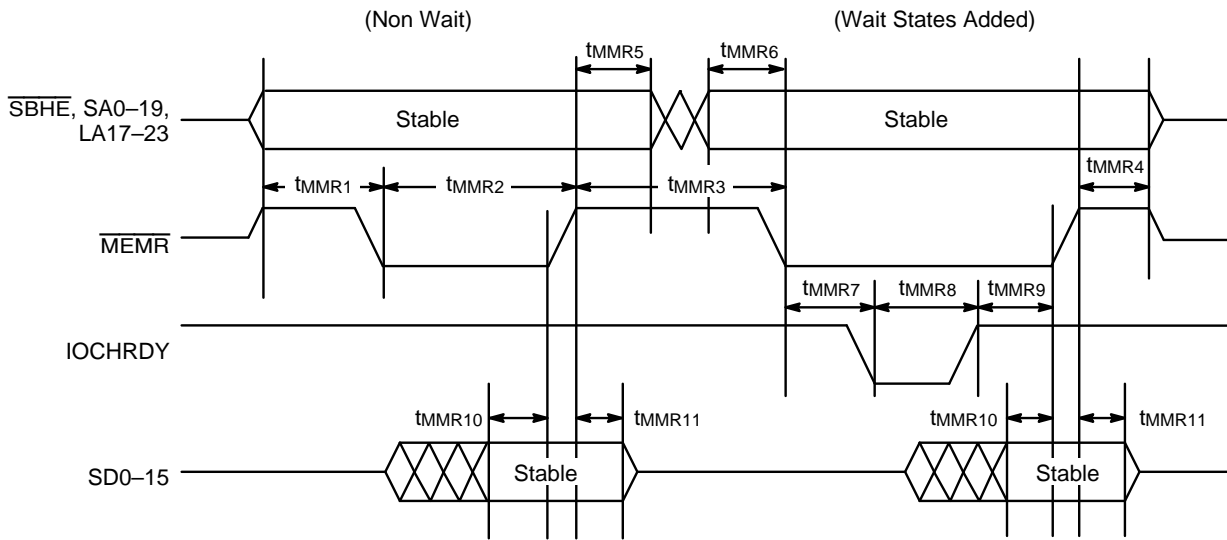 (Non Wait) (Wait States Added)
tMMR5 tMMR6
SBHE, SA0–19,
LA17–23
Stable Stable
tMMR1 tMMR2 tMMR3 tMMR4
MEMR
tMMR7 tMMR8 tMMR9
IOCHRDY
tMMR10 tMMR11 tMMR10 tMMR11
SD0–15 Stable Stable